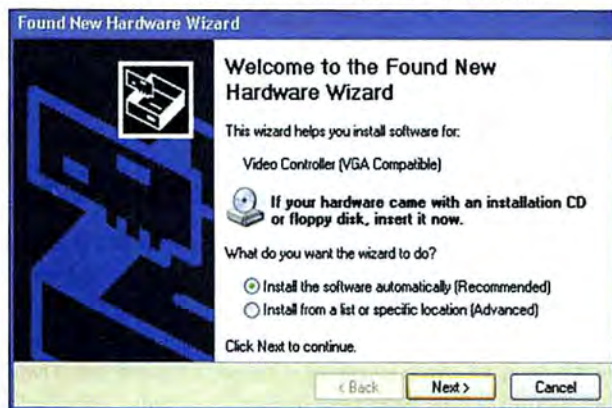 Found New Hardware Wizard
Welcome to the Found New
Hardware Wizard
This wizard helps you install software for:
Video Controller (VGA Compatible)
If your hardware came with an installation CD
or floppy disk, insert it now.
What do you want the wizard to do?
Install the software automatically (Recommended)
Install from a list or specific location (Advanced)
Click Next to continue.
< Back
Next >
Cancel